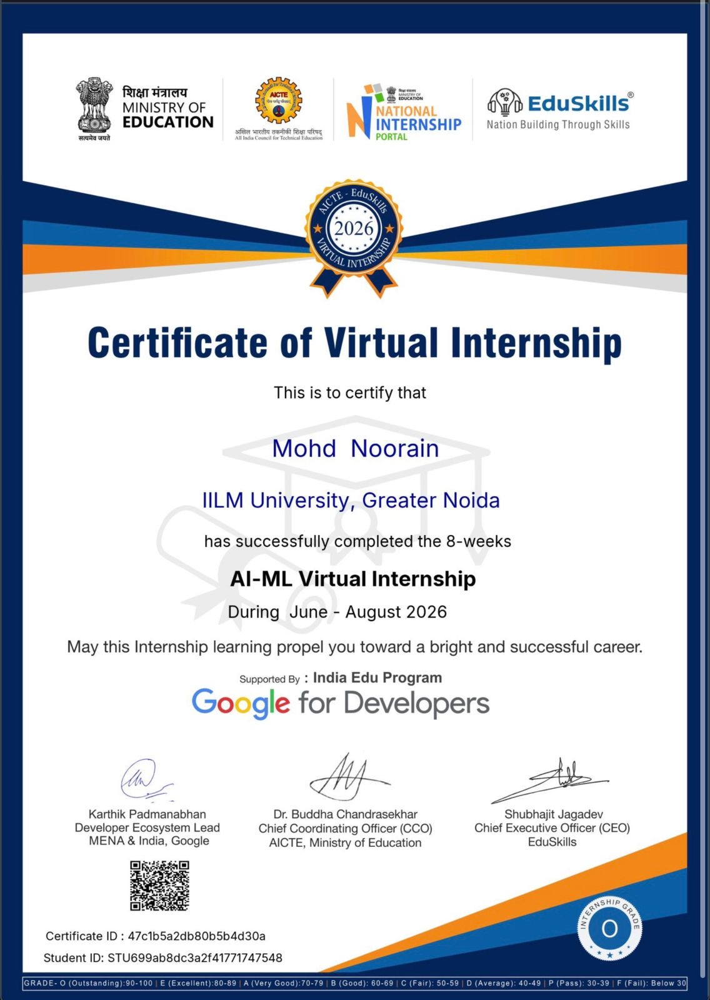 शिक्षा मंत्रालय
MINISTRY OF
EDUCATION
सत्यमेव जयते
AICTE
अखिल भारतीय तकनीकी शिक्षा परिषद्
All India Council for Technical Education
शिक्षा मंत्रालय
MINISTRY OF
EDUCATION
NATIONAL
INTERNSHIP
PORTAL
EduSkills®
Nation Building Through Skills
AICTE - EduSkills
2026
VIRTUAL INTERNSHIP
Certificate of Virtual Internship
This is to certify that
Mohd Noorain
IILM University, Greater Noida
has successfully completed the 8-weeks
AI-ML Virtual Internship
During June - August 2026
May this Internship learning propel you toward a bright and successful career.
Supported By : India Edu Program
Google for Developers
Karthik Padmanabhan
Developer Ecosystem Lead
MENA & India, Google
Dr. Buddha Chandrasekhar
Chief Coordinating Officer (CCO)
AICTE, Ministry of Education
Shubhajit Jagadev
Chief Executive Officer (CEO)
EduSkills
INTERNSHIP GRADE
O
Certificate ID : 47c1b5a2db80b5b4d30a
Student ID: STU699ab8dc3a2f41771747548
GRADE- O (Outstanding):90-100 | E (Excellent):80-89 | A (Very Good):70-79 | B (Good): 60-69 | C (Fair): 50-59 | D (Average): 40-49 | P (Pass): 30-39 | F (Fail): Below 30